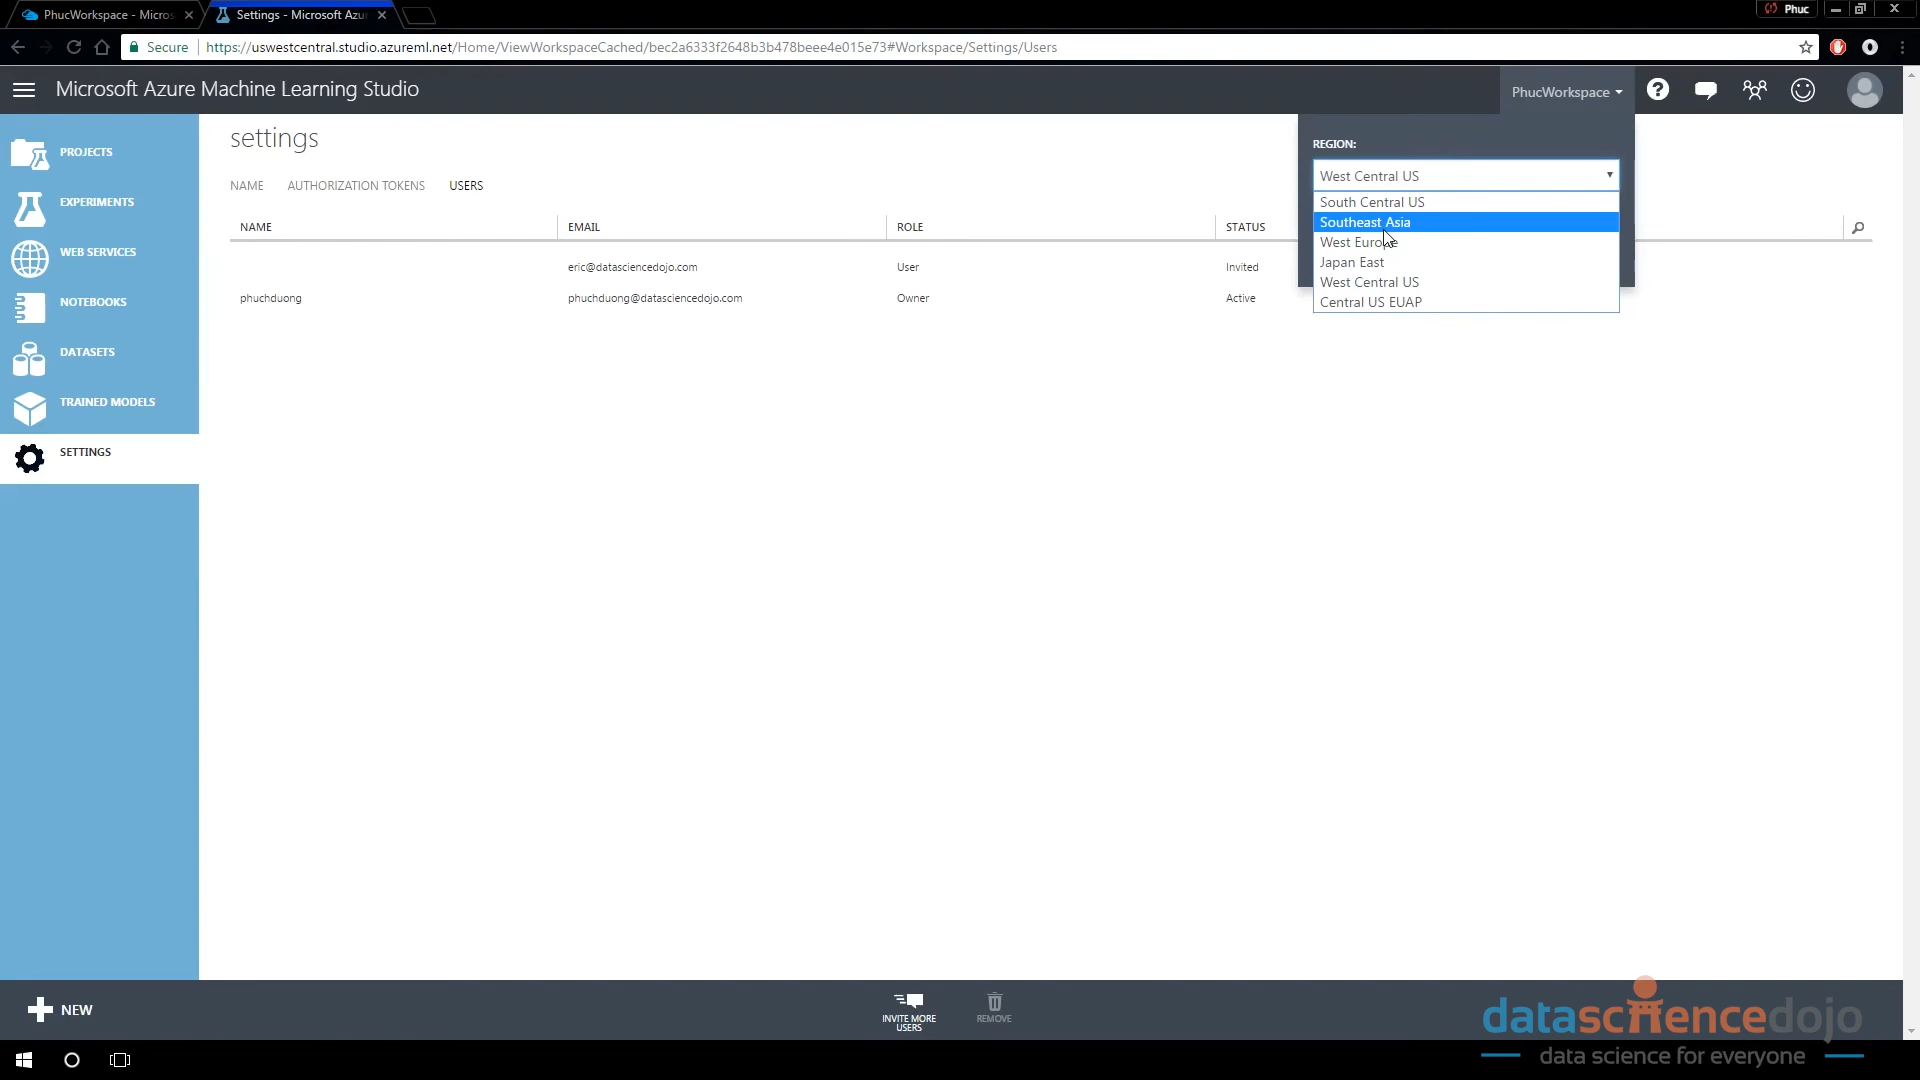 PhucWorkspace - Micros
Settings - Microsoft Azur
Phuc
Secure
https://uswestcentral.studio.azureml.net/Home/ViewWorkspaceCached/bec2a6333f2648b3b478beee4e015e73#Workspace/Settings/Users
Microsoft Azure Machine Learning Studio
PhucWorkspace
PROJECTS
EXPERIMENTS
WEB SERVICES
NOTEBOOKS
DATASETS
TRAINED MODELS
SETTINGS
settings
NAME AUTHORIZATION TOKENS USERS
NAME EMAIL ROLE STATUS
eric@datasciencedojo.com User Invited
phuchduong phuchduong@datasciencedojo.com Owner Active
REGION:
West Central US
South Central US
Southeast Asia
West Europe
Japan East
West Central US
Central US EUAP
NEW
INVITE MORE
USERS
REMOVE
datasciencedojo
data science for everyone